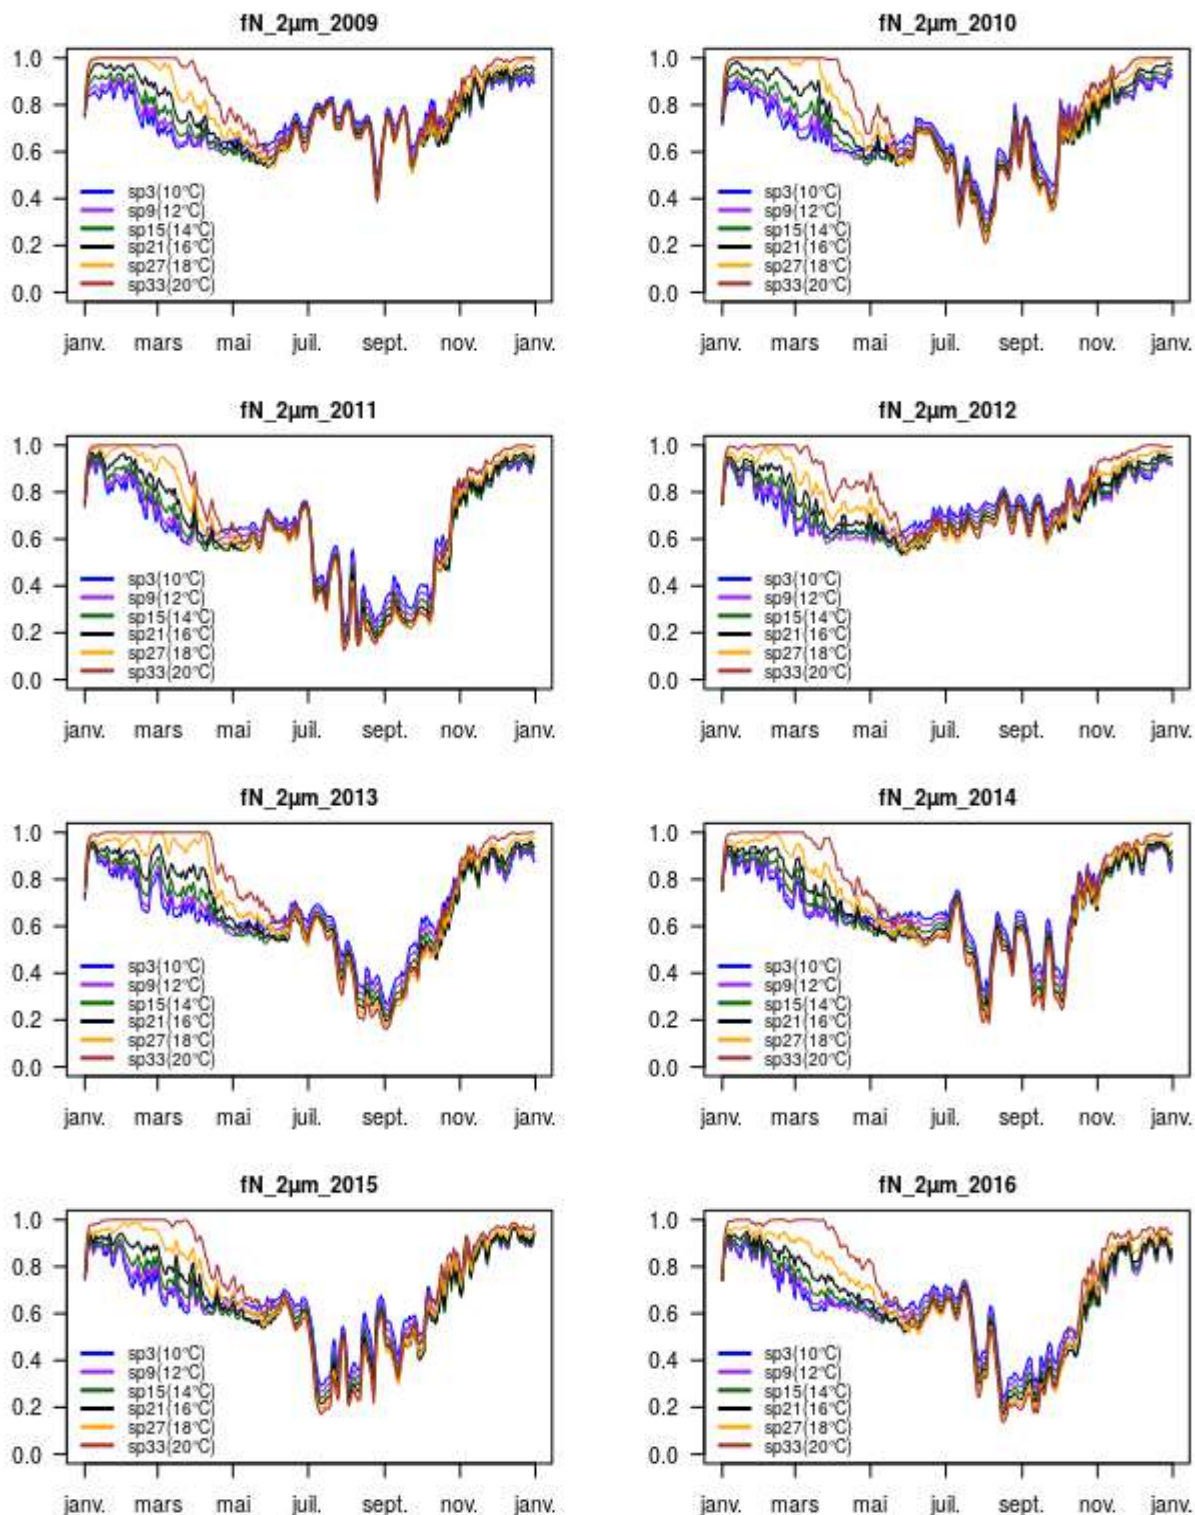 fN_2µm_2009
1.0
0.8
0.6
0.4
0.2
0.0
sp3(10°C)
sp9(12°C)
sp15(14°C)
sp21(16°C)
sp27(18°C)
sp33(20°C)
janv. mars mai juil. sept. nov. janv.
fN_2µm_2010
1.0
0.8
0.6
0.4
0.2
0.0
sp3(10°C)
sp9(12°C)
sp15(14°C)
sp21(16°C)
sp27(18°C)
sp33(20°C)
janv. mars mai juil. sept. nov. janv.
fN_2µm_2011
1.0
0.8
0.6
0.4
0.2
0.0
sp3(10°C)
sp9(12°C)
sp15(14°C)
sp21(16°C)
sp27(18°C)
sp33(20°C)
janv. mars mai juil. sept. nov. janv.
fN_2µm_2012
1.0
0.8
0.6
0.4
0.2
0.0
sp3(10°C)
sp9(12°C)
sp15(14°C)
sp21(16°C)
sp27(18°C)
sp33(20°C)
janv. mars mai juil. sept. nov. janv.
fN_2µm_2013
1.0
0.8
0.6
0.4
0.2
0.0
sp3(10°C)
sp9(12°C)
sp15(14°C)
sp21(16°C)
sp27(18°C)
sp33(20°C)
janv. mars mai juil. sept. nov. janv.
fN_2µm_2014
1.0
0.8
0.6
0.4
0.2
0.0
sp3(10°C)
sp9(12°C)
sp15(14°C)
sp21(16°C)
sp27(18°C)
sp33(20°C)
janv. mars mai juil. sept. nov. janv.
fN_2µm_2015
1.0
0.8
0.6
0.4
0.2
0.0
sp3(10°C)
sp9(12°C)
sp15(14°C)
sp21(16°C)
sp27(18°C)
sp33(20°C)
janv. mars mai juil. sept. nov. janv.
fN_2µm_2016
1.0
0.8
0.6
0.4
0.2
0.0
sp3(10°C)
sp9(12°C)
sp15(14°C)
sp21(16°C)
sp27(18°C)
sp33(20°C)
janv. mars mai juil. sept. nov. janv.